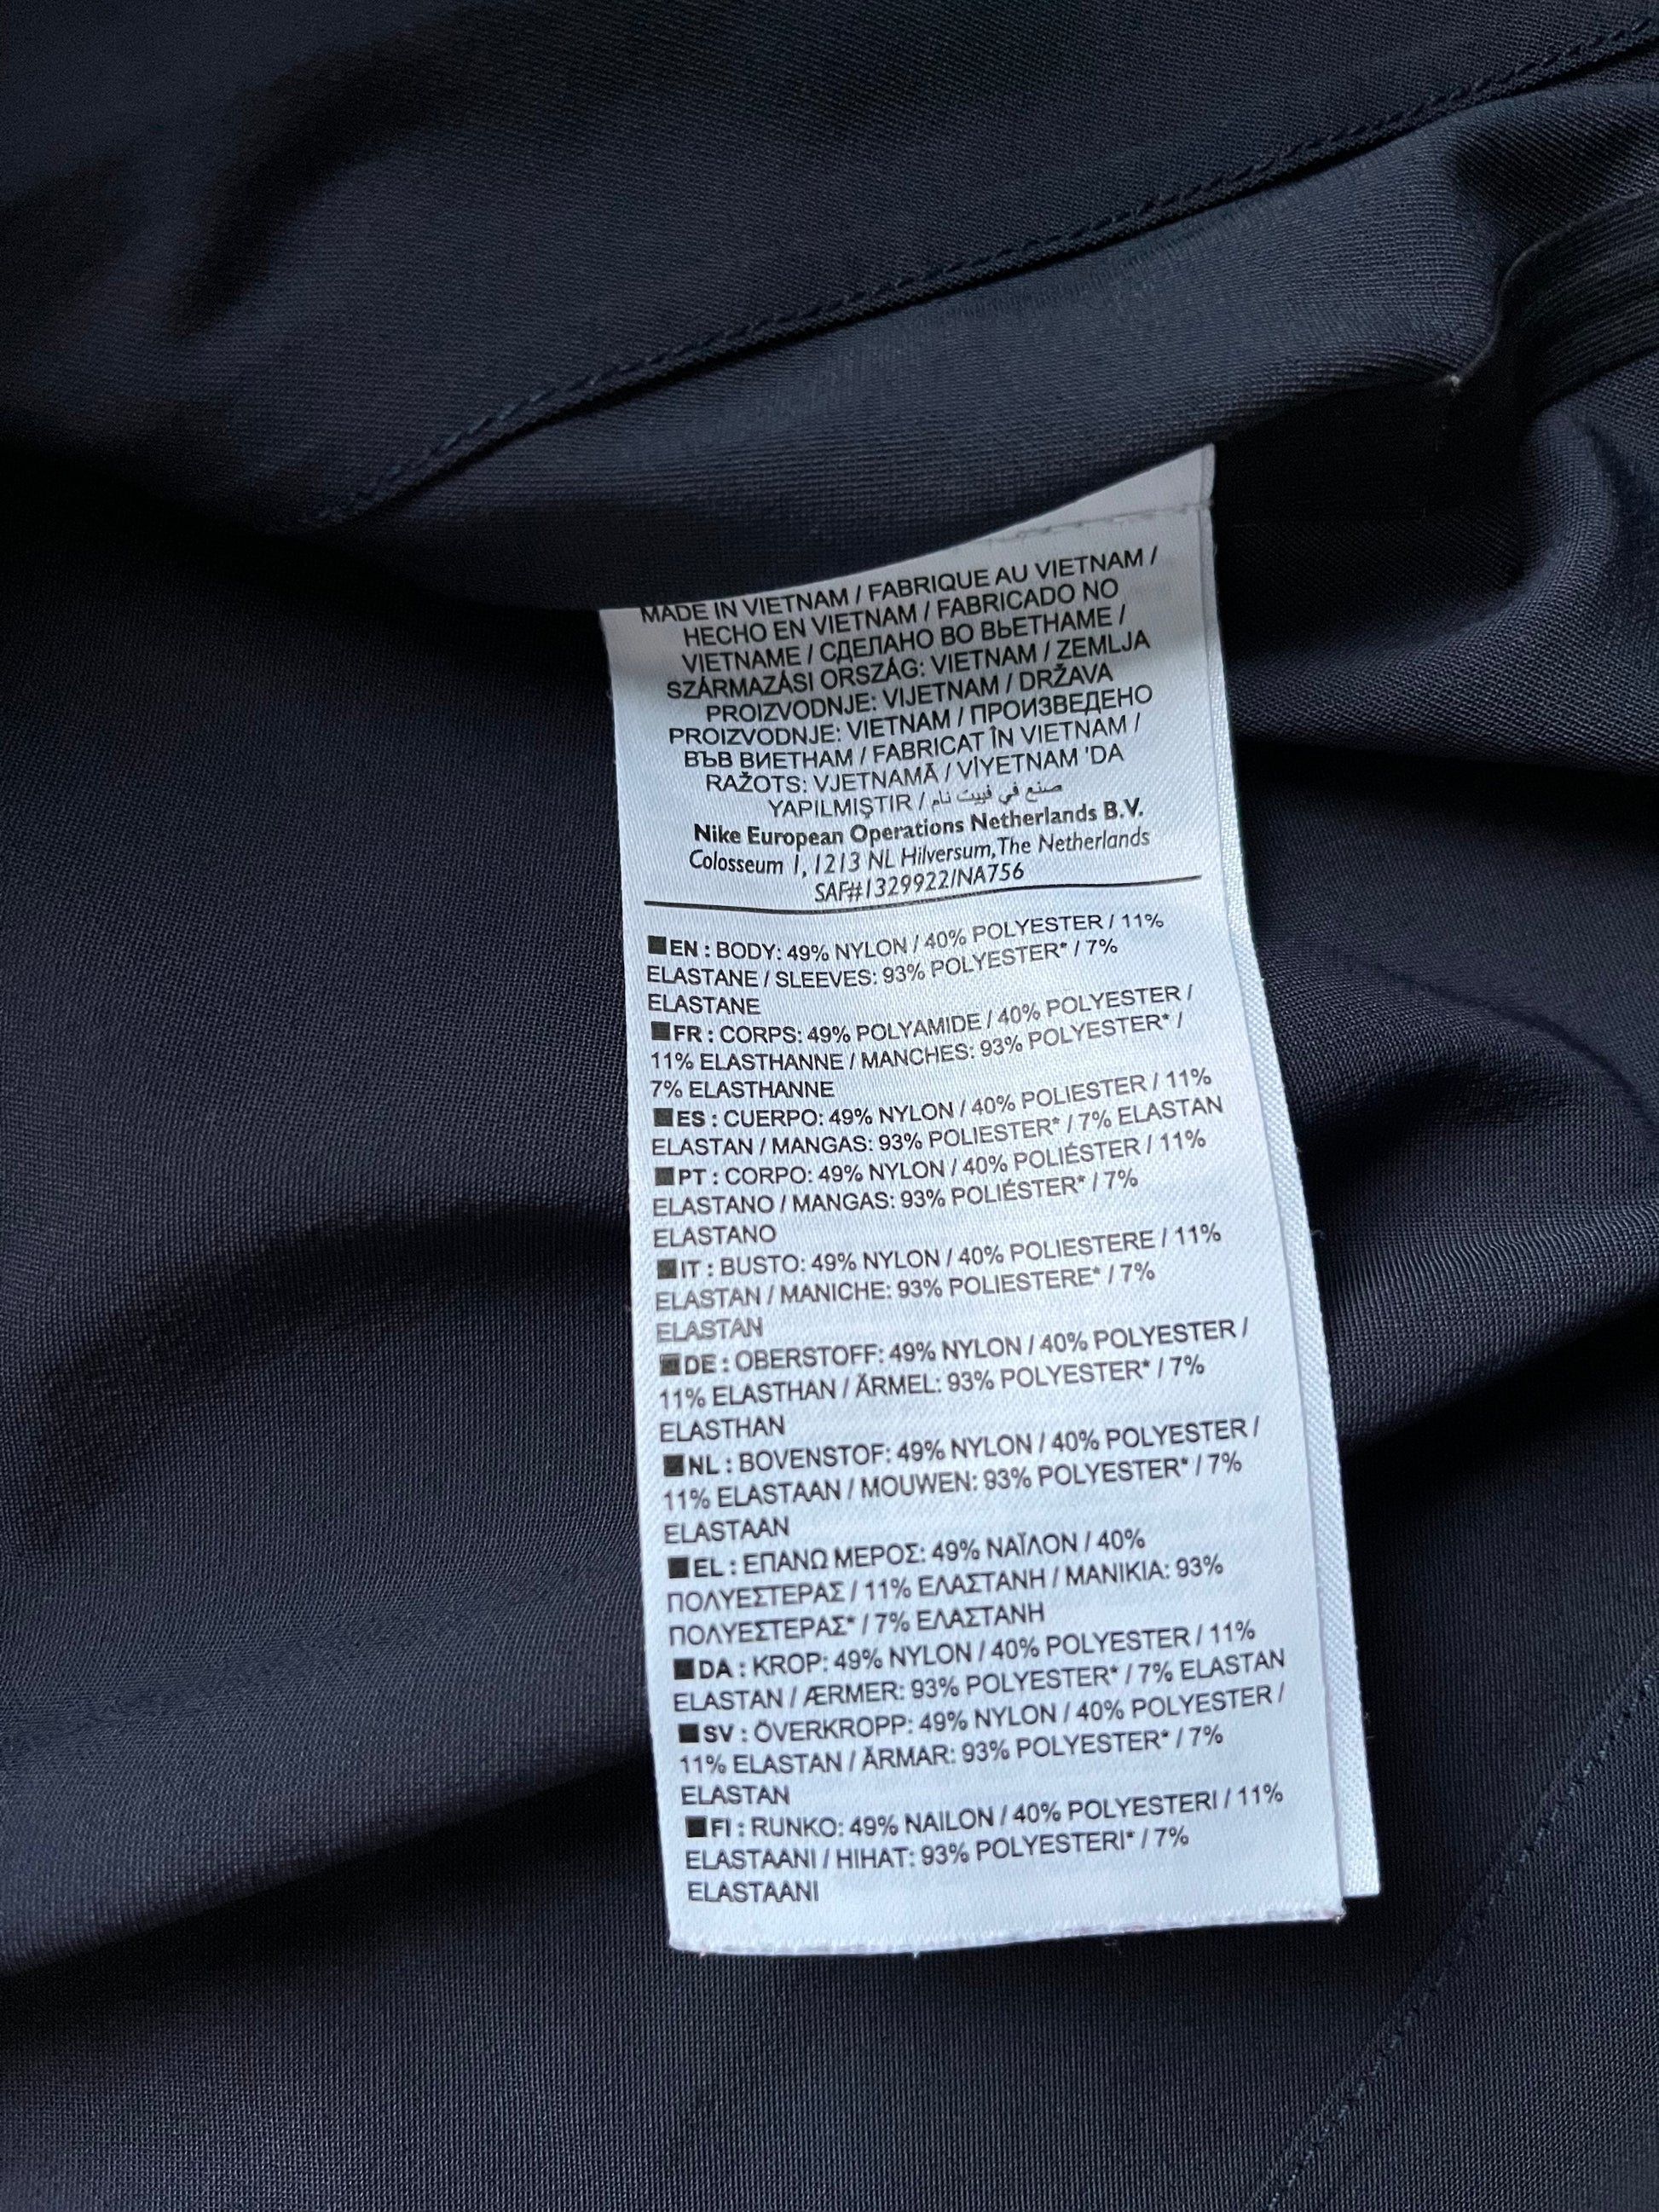 MADE IN VIETNAM / FABRIQUE AU VIETNAM /
HECHO EN VIETNAM / FABRICADO NO
VIETNAME / СДЕЛАНО ВО ВЬЕТНАМЕ /
SZÁRMAZÁSI ORSZÁG: VIETNAM / ZEMLJA
PROIZVODNJE: VIJETNAM / DRŽAVA
PROIZVODNJE: VIETNAM / ПРОИЗВЕДЕНО
ВЪВ ВИЕТНАМ / FABRICAT ÎN VIETNAM /
RAŽOTS: VJETNAMĀ / VİYETNAM 'DA
YAPILMIŞTIR / صنع في فييت نام
Nike European Operations Netherlands B.V.
Colosseum 1, 1213 NL Hilversum, The Netherlands
SAF#1329922/NA756
■EN : BODY: 49% NYLON / 40% POLYESTER / 11%
ELASTANE / SLEEVES: 93% POLYESTER* / 7%
ELASTANE
■FR : CORPS: 49% POLYAMIDE / 40% POLYESTER /
11% ELASTHANNE / MANCHES: 93% POLYESTER* /
7% ELASTHANNE
■ES : CUERPO: 49% NYLON / 40% POLIESTER / 11%
ELASTAN / MANGAS: 93% POLIESTER* / 7% ELASTAN
■PT : CORPO: 49% NYLON / 40% POLIÉSTER / 11%
ELASTANO / MANGAS: 93% POLIÉSTER* / 7%
ELASTANO
■IT : BUSTO: 49% NYLON / 40% POLIESTERE / 11%
ELASTAN / MANICHE: 93% POLIESTERE* / 7%
ELASTAN
■DE : OBERSTOFF: 49% NYLON / 40% POLYESTER /
11% ELASTHAN / ÄRMEL: 93% POLYESTER* / 7%
ELASTHAN
■NL : BOVENSTOF: 49% NYLON / 40% POLYESTER /
11% ELASTAAN / MOUWEN: 93% POLYESTER* / 7%
ELASTAAN
■EL : ΕΠΑΝΩ ΜΕΡΟΣ: 49% ΝΑΪΛΟΝ / 40%
ΠΟΛΥΕΣΤΕΡΑΣ / 11% ΕΛΑΣΤΑΝΗ / ΜΑΝΙΚΙΑ: 93%
ΠΟΛΥΕΣΤΕΡΑΣ* / 7% ΕΛΑΣΤΑΝΗ
■DA : KROP: 49% NYLON / 40% POLYESTER / 11%
ELASTAN / ÆRMER: 93% POLYESTER* / 7% ELASTAN
■SV : ÖVERKROPP: 49% NYLON / 40% POLYESTER /
11% ELASTAN / ÄRMAR: 93% POLYESTER* / 7%
ELASTAN
■FI : RUNKO: 49% NAILON / 40% POLYESTERI / 11%
ELASTAANI / HIHAT: 93% POLYESTERI* / 7%
ELASTAANI